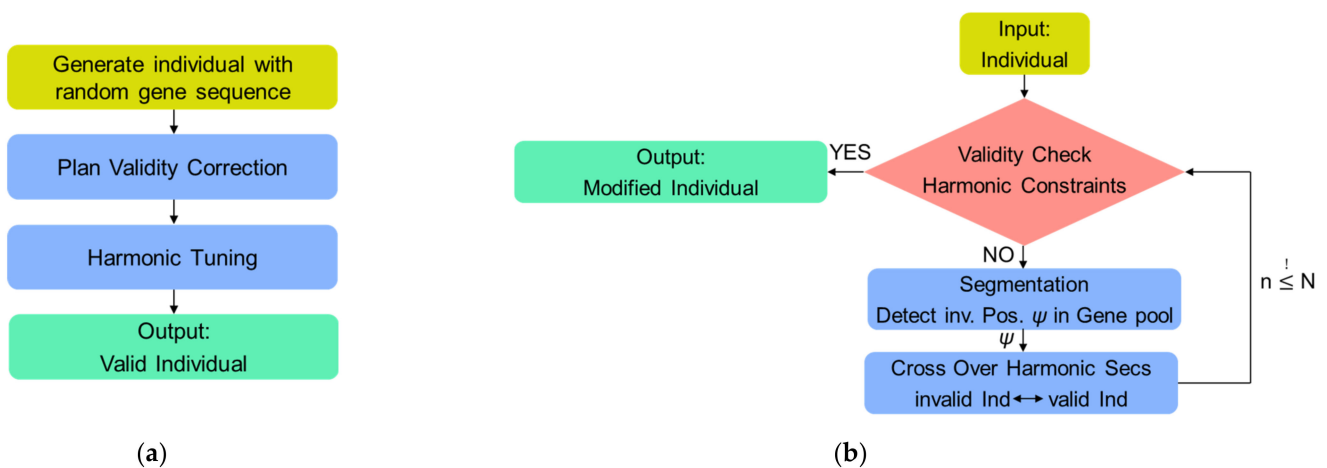 Generate individual with
random gene sequence
Plan Validity Correction
Harmonic Tuning
Output:
Valid Individual
(a)
Input:
Individual
Validity Check
Harmonic Constraints
YES
Output:
Modified Individual
NO
Segmentation
Detect inv. Pos. ψ in Gene pool
ψ
Cross Over Harmonic Secs
invalid Ind ↔ valid Ind
!
n ≤ N
(b)